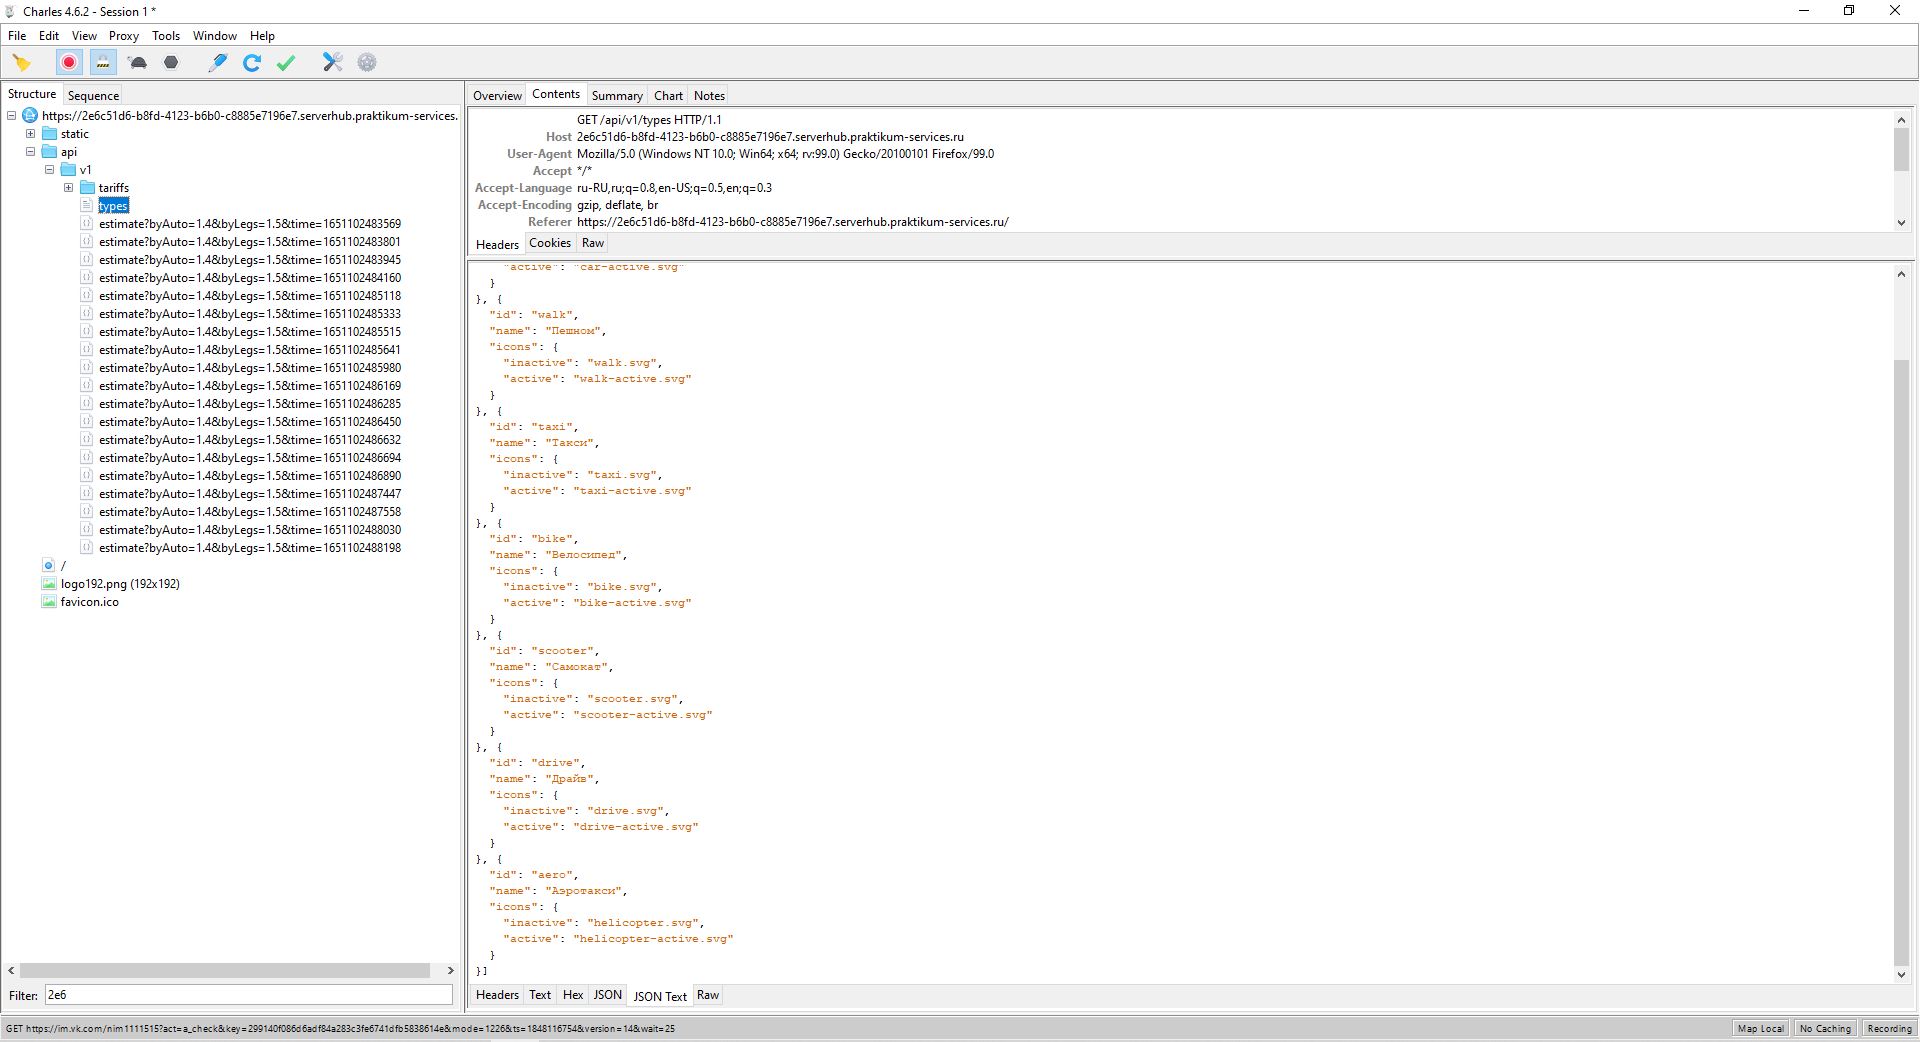 Charles 4.6.2 - Session 1 *
File Edit View Proxy Tools Window Help
Structure Sequence
https://2e6c51d6-b8fd-4123-b6b0-c8885e7196e7.serverhub.praktikum-services.
static
api
v1
tariffs
types
estimate?byAuto=1.4&byLegs=1.5&time=1651102483569
estimate?byAuto=1.4&byLegs=1.5&time=1651102483801
estimate?byAuto=1.4&byLegs=1.5&time=1651102483945
estimate?byAuto=1.4&byLegs=1.5&time=1651102484160
estimate?byAuto=1.4&byLegs=1.5&time=1651102485118
estimate?byAuto=1.4&byLegs=1.5&time=1651102485333
estimate?byAuto=1.4&byLegs=1.5&time=1651102485515
estimate?byAuto=1.4&byLegs=1.5&time=1651102485641
estimate?byAuto=1.4&byLegs=1.5&time=1651102485980
estimate?byAuto=1.4&byLegs=1.5&time=1651102486169
estimate?byAuto=1.4&byLegs=1.5&time=1651102486285
estimate?byAuto=1.4&byLegs=1.5&time=1651102486450
estimate?byAuto=1.4&byLegs=1.5&time=1651102486632
estimate?byAuto=1.4&byLegs=1.5&time=1651102486694
estimate?byAuto=1.4&byLegs=1.5&time=1651102486890
estimate?byAuto=1.4&byLegs=1.5&time=1651102487447
estimate?byAuto=1.4&byLegs=1.5&time=1651102487558
estimate?byAuto=1.4&byLegs=1.5&time=1651102488030
estimate?byAuto=1.4&byLegs=1.5&time=1651102488198
/
logo192.png (192x192)
favicon.ico
Filter: 2e6
Overview Contents Summary Chart Notes
GET /api/v1/types HTTP/1.1
Host 2e6c51d6-b8fd-4123-b6b0-c8885e7196e7.serverhub.praktikum-services.ru
User-Agent Mozilla/5.0 (Windows NT 10.0; Win64; x64; rv:99.0) Gecko/20100101 Firefox/99.0
Accept */*
Accept-Language ru-RU,ru;q=0.8,en-US;q=0.5,en;q=0.3
Accept-Encoding gzip, deflate, br
Referer https://2e6c51d6-b8fd-4123-b6b0-c8885e7196e7.serverhub.praktikum-services.ru/
Headers Cookies Raw
"active": "car-active.svg"
}
}, {
"id": "walk",
"name": "Пешком",
"icons": {
"inactive": "walk.svg",
"active": "walk-active.svg"
}
}, {
"id": "taxi",
"name": "Такси",
"icons": {
"inactive": "taxi.svg",
"active": "taxi-active.svg"
}
}, {
"id": "bike",
"name": "Велосипед",
"icons": {
"inactive": "bike.svg",
"active": "bike-active.svg"
}
}, {
"id": "scooter",
"name": "Самокат",
"icons": {
"inactive": "scooter.svg",
"active": "scooter-active.svg"
}
}, {
"id": "drive",
"name": "Драйв",
"icons": {
"inactive": "drive.svg",
"active": "drive-active.svg"
}
}, {
"id": "aero",
"name": "Аэротакси",
"icons": {
"inactive": "helicopter.svg",
"active": "helicopter-active.svg"
}
}]
Headers Text Hex JSON JSON Text Raw
GET https://im.vk.com/nim1111515?act=a_check&key=299140f086d6adf84a283c3fe6741dfb5838614e&mode=1226&ts=1848116754&version=14&wait=25
Map Local No Caching Recording